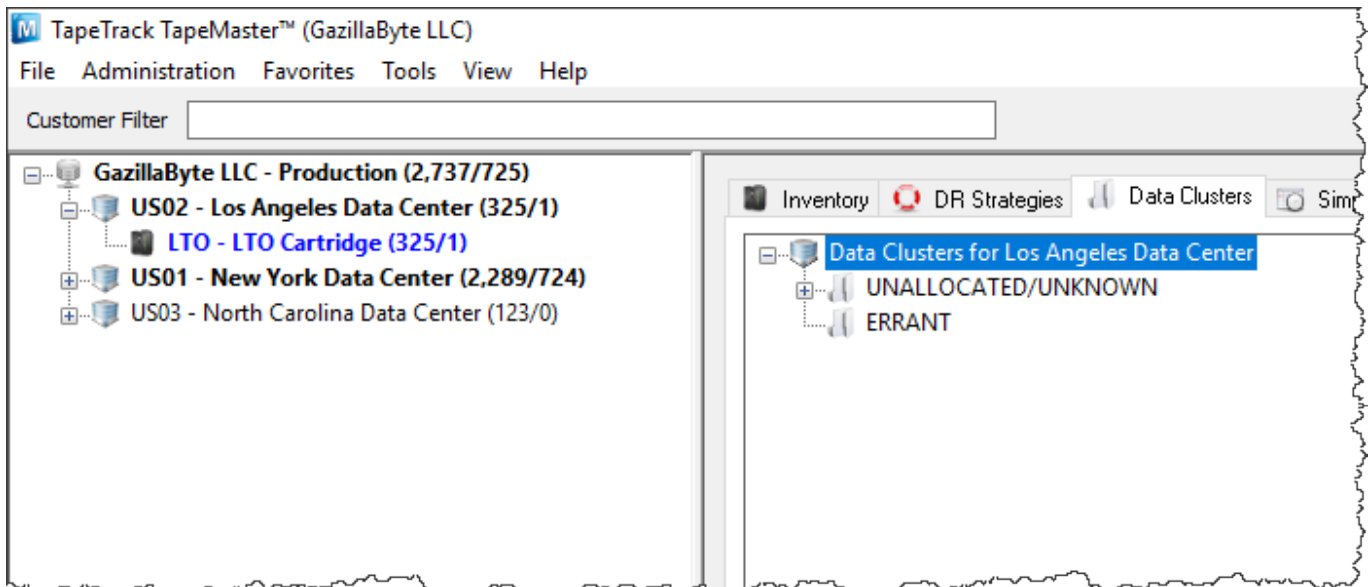 TapeTrack TapeMaster™ (GazillaByte LLC)
File Administration Favorites Tools View Help
Customer Filter
GazillaByte LLC - Production (2,737/725)
US02 - Los Angeles Data Center (325/1)
LTO - LTO Cartridge (325/1)
US01 - New York Data Center (2,289/724)
US03 - North Carolina Data Center (123/0)
Inventory DR Strategies Data Clusters
Data Clusters for Los Angeles Data Center
UNALLOCATED/UNKNOWN
ERRANT